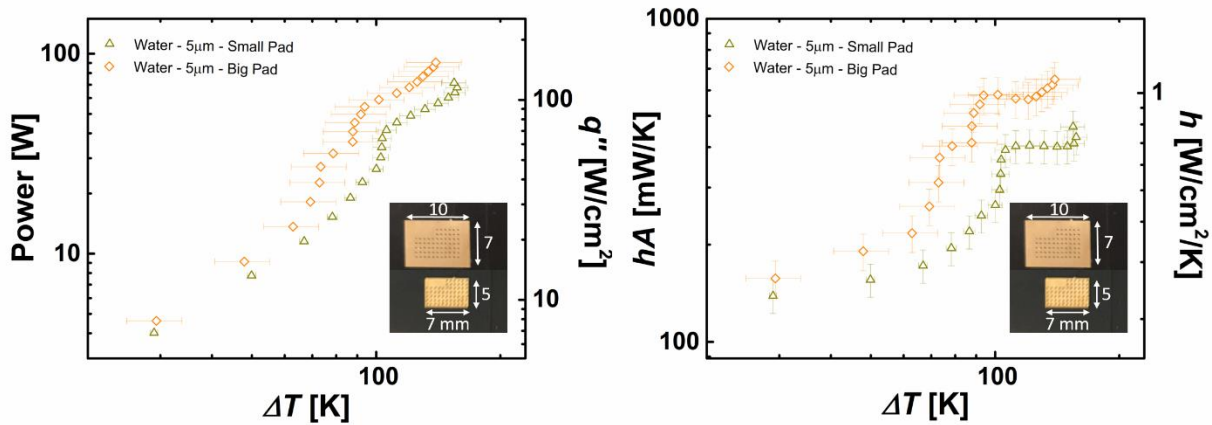 Power [W]
100
10
△ Water - 5µm - Small Pad
◇ Water - 5µm - Big Pad
100
10
q" [W/cm²]
10
7
5
7 mm
100
ΔT [K]
hA [mW/K]
1000
100
△ Water - 5µm - Small Pad
◇ Water - 5µm - Big Pad
1
h [W/cm²/K]
10
7
5
7 mm
100
ΔT [K]